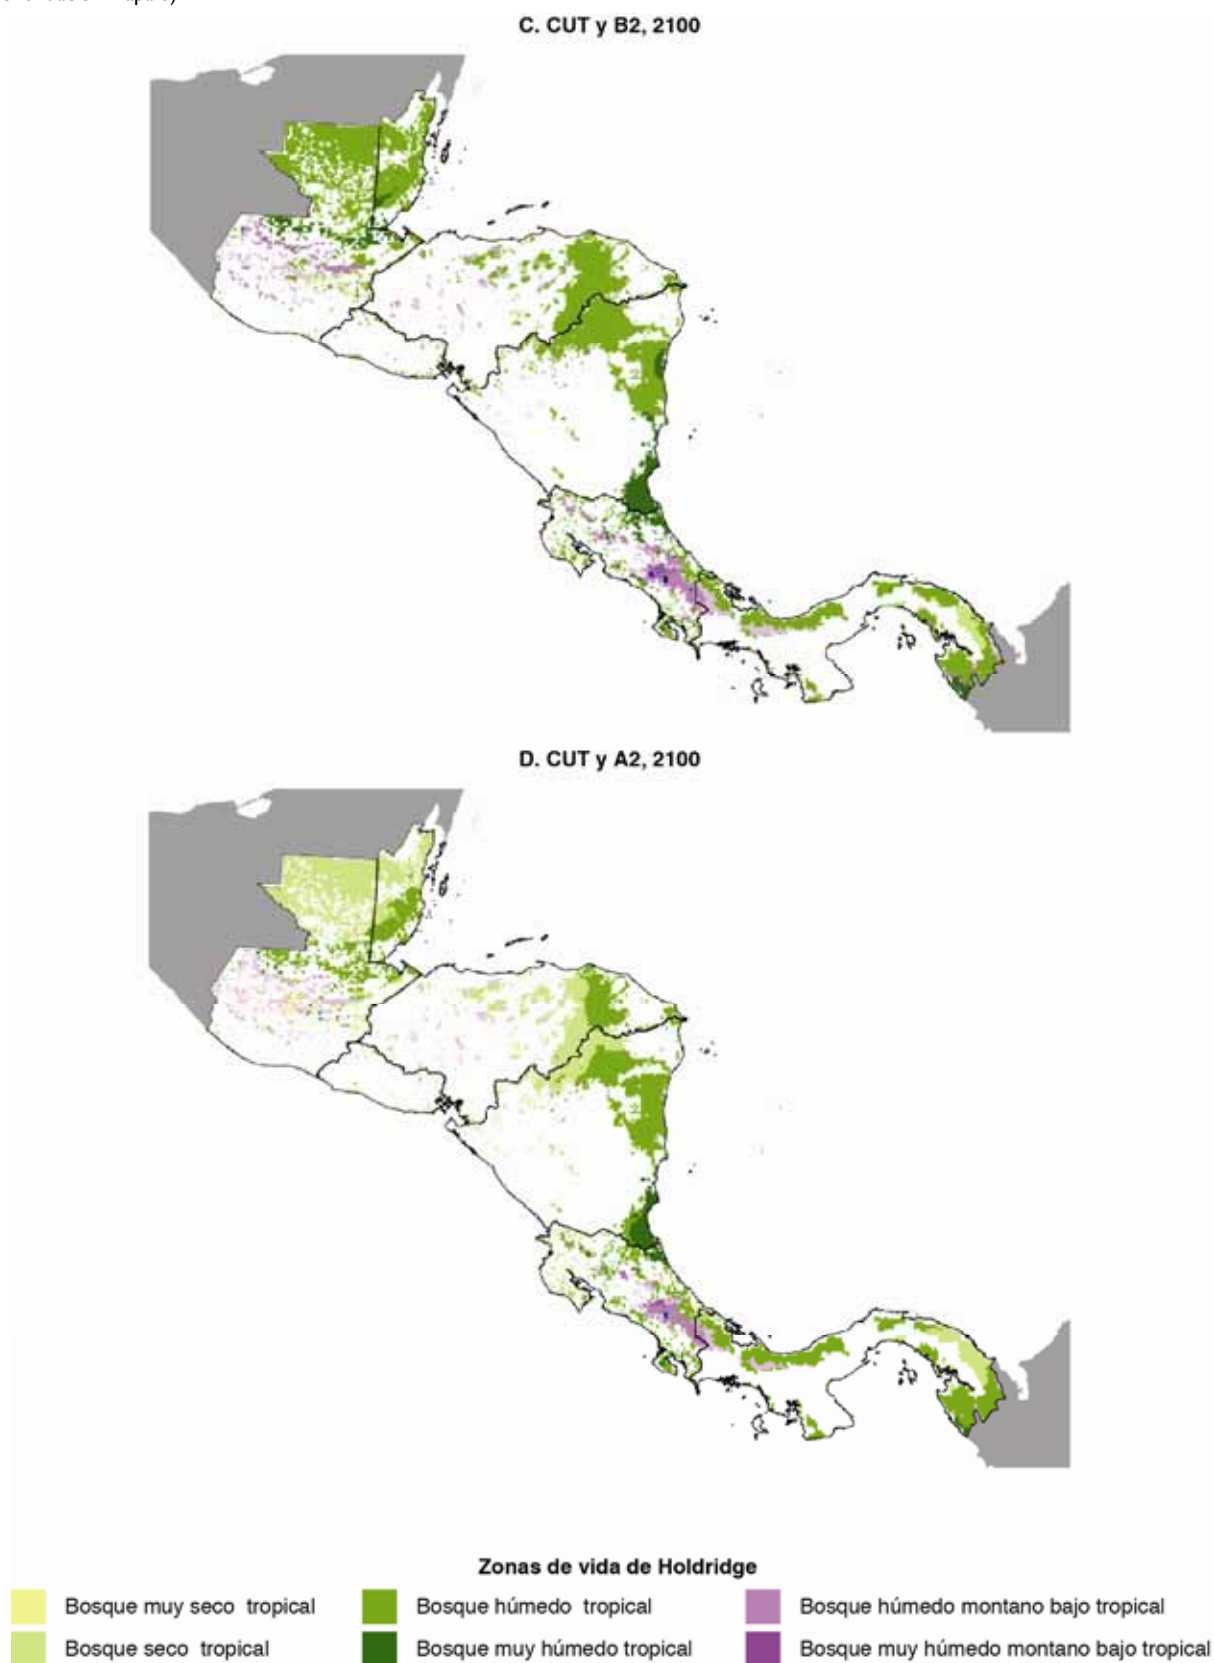 C. CUT y B2, 2100
D. CUT y A2, 2100
Zonas de vida de Holdridge
Bosque muy seco tropical
Bosque húmedo tropical
Bosque húmedo montano bajo tropical
Bosque seco tropical
Bosque muy húmedo tropical
Bosque muy húmedo montano bajo tropical